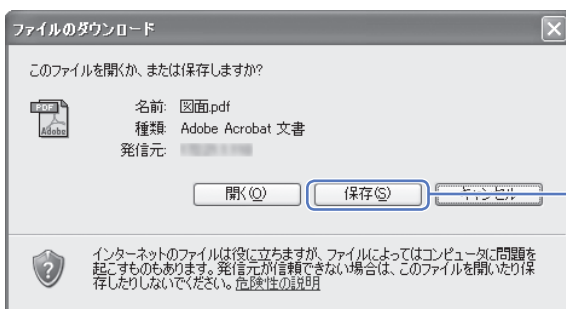 ファイルのダウンロード
このファイルを開くか、または保存しますか?
名前: 図面.pdf
種類: Adobe Acrobat 文書
発信元:
開く(O) 保存(S) キャンセル
インターネットのファイルは役に立ちますが、ファイルによってはコンピュータに問題を
起こすものもあります。発信元が信頼できない場合は、このファイルを開いたり保
存したりしないでください。危険性の説明
PDF
Adobe